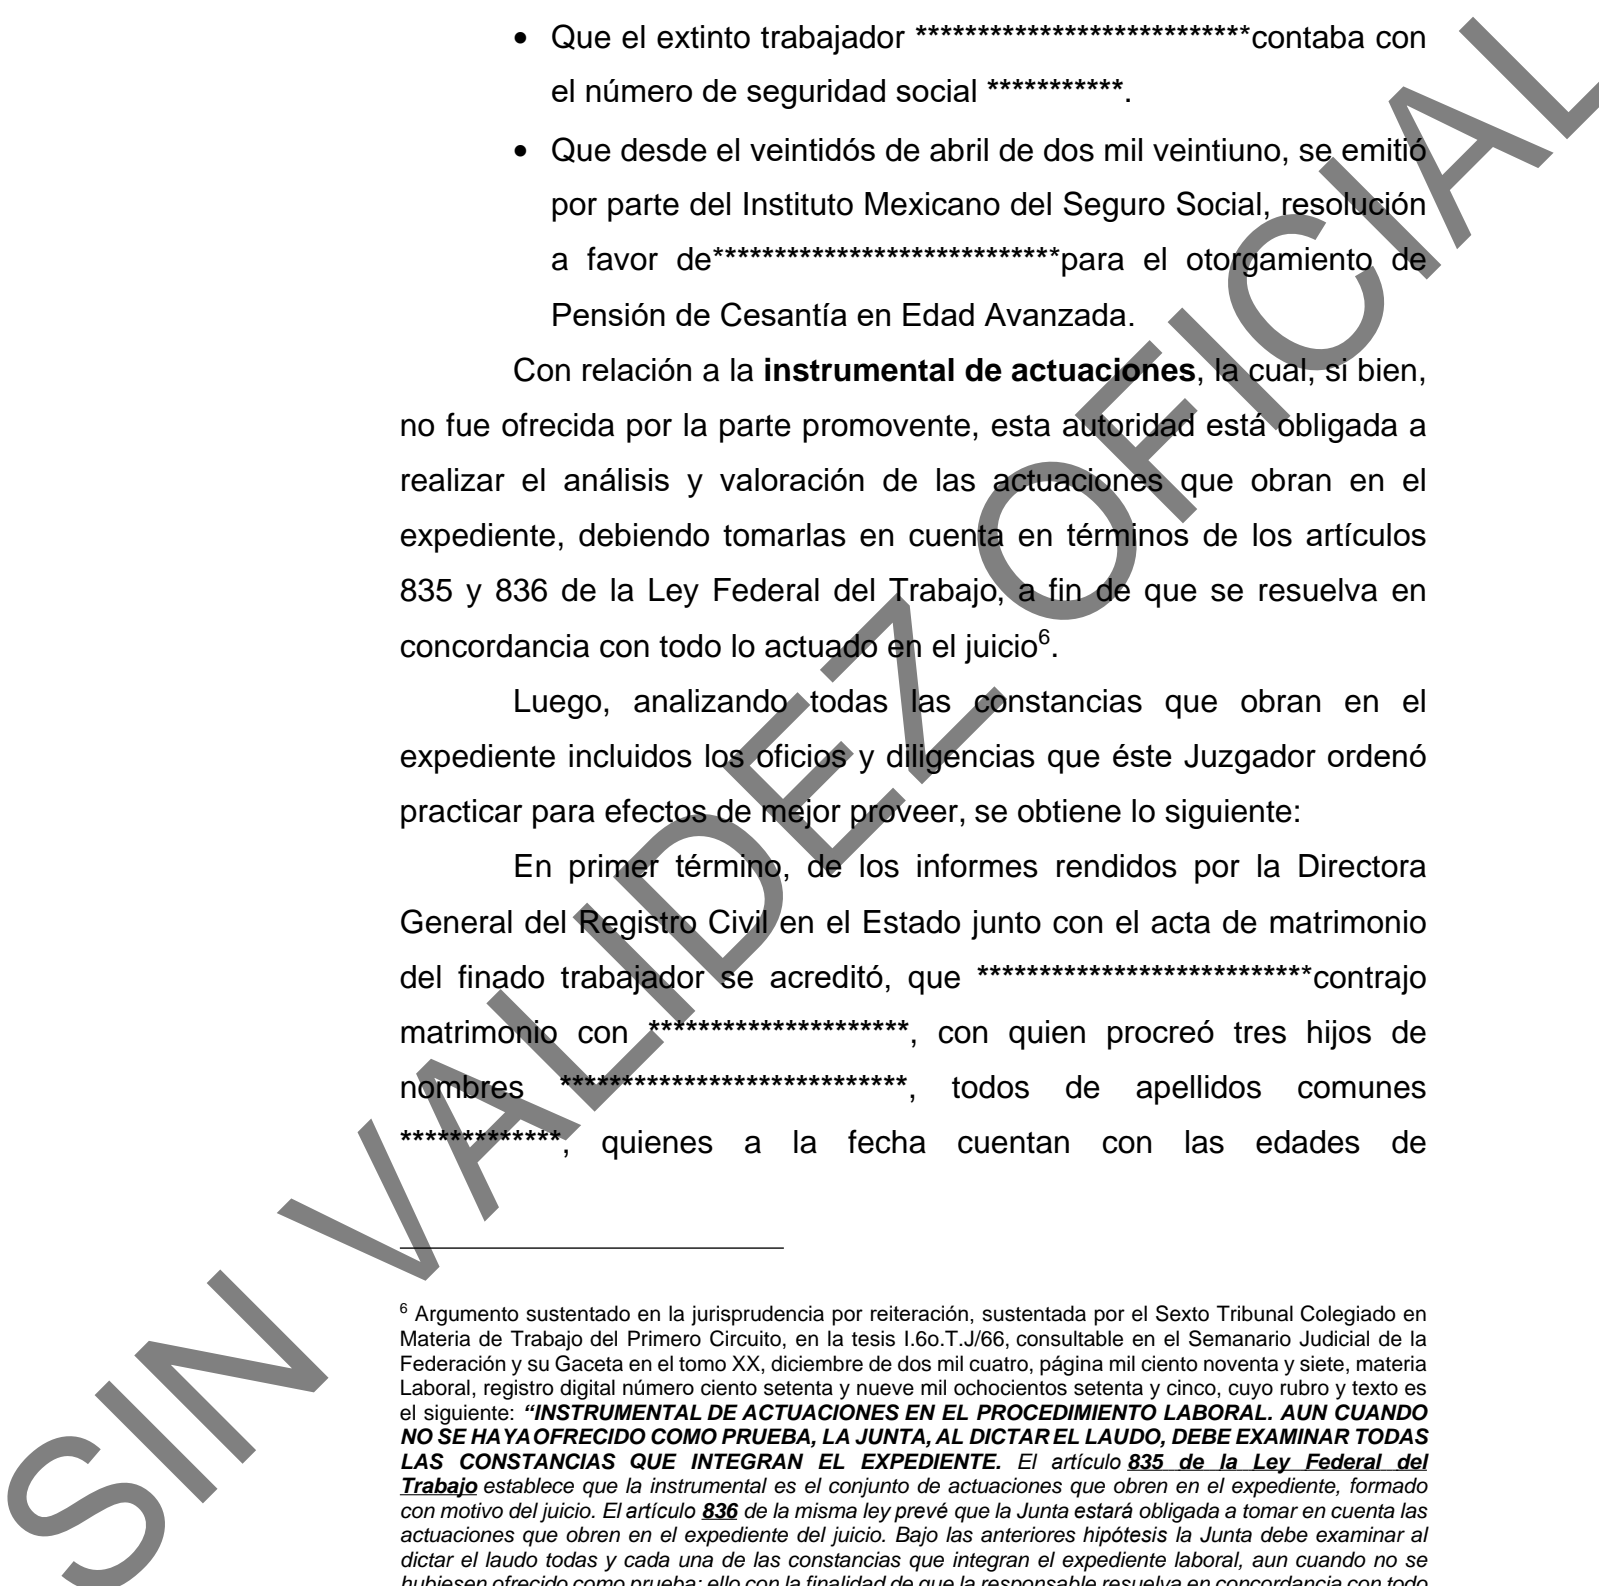 • Que el extinto trabajador ***************************contaba con
el número de seguridad social ***********.
• Que desde el veintidós de abril de dos mil veintiuno, se emitió
por parte del Instituto Mexicano del Seguro Social, resolución
a favor de****************************para el otorgamiento de
Pensión de Cesantía en Edad Avanzada.
Con relación a la instrumental de actuaciones, la cual, si bien,
no fue ofrecida por la parte promovente, esta autoridad está obligada a
realizar el análisis y valoración de las actuaciones que obran en el
expediente, debiendo tomarlas en cuenta en términos de los artículos
835 y 836 de la Ley Federal del Trabajo, a fin de que se resuelva en
concordancia con todo lo actuado en el juicio6.
Luego, analizando todas las constancias que obran en el
expediente incluidos los oficios y diligencias que éste Juzgador ordenó
practicar para efectos de mejor proveer, se obtiene lo siguiente:
En primer término, de los informes rendidos por la Directora
General del Registro Civil en el Estado junto con el acta de matrimonio
del finado trabajador se acreditó, que ***************************contrajo
matrimonio con *********************, con quien procreó tres hijos de
nombres ****************************, todos de apellidos comunes
*************, quienes a la fecha cuentan con las edades de
6 Argumento sustentado en la jurisprudencia por reiteración, sustentada por el Sexto Tribunal Colegiado en
Materia de Trabajo del Primero Circuito, en la tesis I.6o.T.J/66, consultable en el Semanario Judicial de la
Federación y su Gaceta en el tomo XX, diciembre de dos mil cuatro, página mil ciento noventa y siete, materia
Laboral, registro digital número ciento setenta y nueve mil ochocientos setenta y cinco, cuyo rubro y texto es
el siguiente: “INSTRUMENTAL DE ACTUACIONES EN EL PROCEDIMIENTO LABORAL. AUN CUANDO
NO SE HAYA OFRECIDO COMO PRUEBA, LA JUNTA, AL DICTAR EL LAUDO, DEBE EXAMINAR TODAS
LAS CONSTANCIAS QUE INTEGRAN EL EXPEDIENTE. El artículo 835 de la Ley Federal del
Trabajo establece que la instrumental es el conjunto de actuaciones que obren en el expediente, formado
con motivo del juicio. El artículo 836 de la misma ley prevé que la Junta estará obligada a tomar en cuenta las
actuaciones que obren en el expediente del juicio. Bajo las anteriores hipótesis la Junta debe examinar al
dictar el laudo todas y cada una de las constancias que integran el expediente laboral, aun cuando no se
hubiesen ofrecido como prueba; ello con la finalidad de que la responsable resuelva en concordancia con todo
SIN VALIDEZ OFICIAL